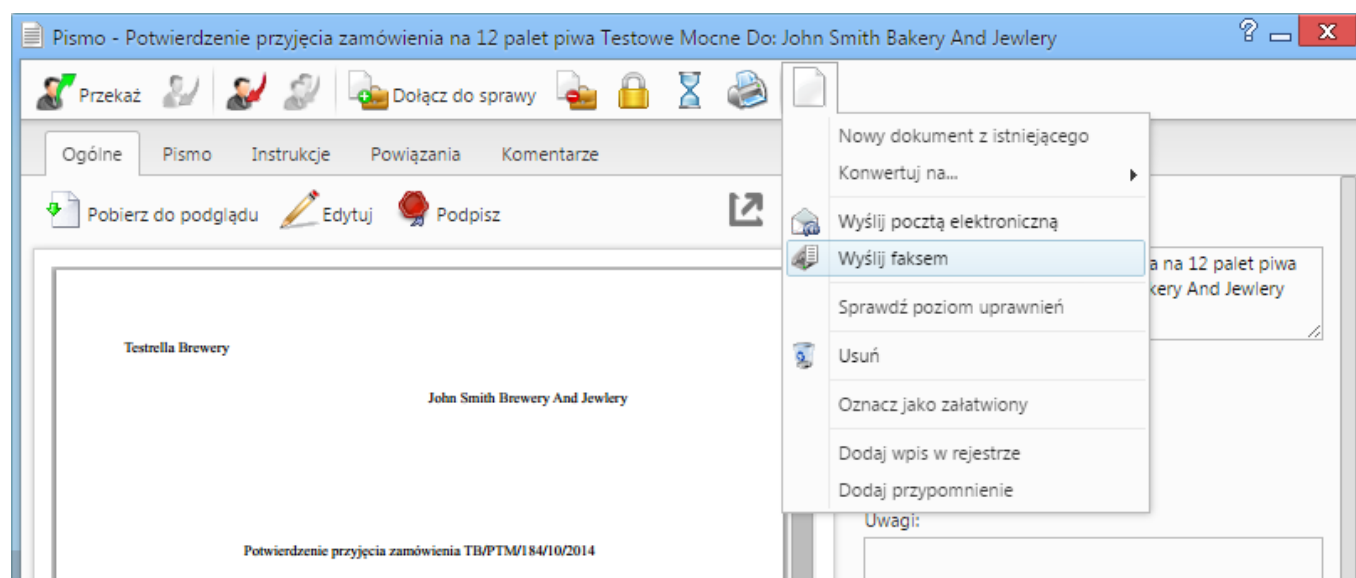 Pismo - Potwierdzenie przyjęcia zamówienia na 12 palet piwa Testowe Mocne Do: John Smith Bakery And Jewlery
? X
Przekaż Dołącz do sprawy
Ogólne Pismo Instrukcje Powiązania Komentarze
Pobierz do podglądu Edytuj Podpisz
Nowy dokument z istniejącego
Konwertuj na...
Wyślij pocztą elektroniczną
Wyślij faksem
Sprawdź poziom uprawnień
Usuń
Oznacz jako załatwiony
Dodaj wpis w rejestrze
Dodaj przypomnienie
a na 12 palet piwa
kery And Jewlery
Uwagi:
Testrella Brewery
John Smith Brewery And Jewlery
Potwierdzenie przyjęcia zamówienia TB/PTM/184/10/2014